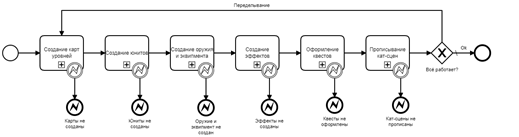 Переделывание
Создание карт
уровней
Создание юнитов
Создание оружия
и эквипмента
Создание
эффектов
Оформление
квестов
Прописывание
кат-сцен
Ok
Все работает?
Карты не
созданы
Юниты не
созданы
Оружие и
эквипмент не
создан
Эффекты не
созданы
Квесты не
оформлены
Кат-сцены не
прописаны